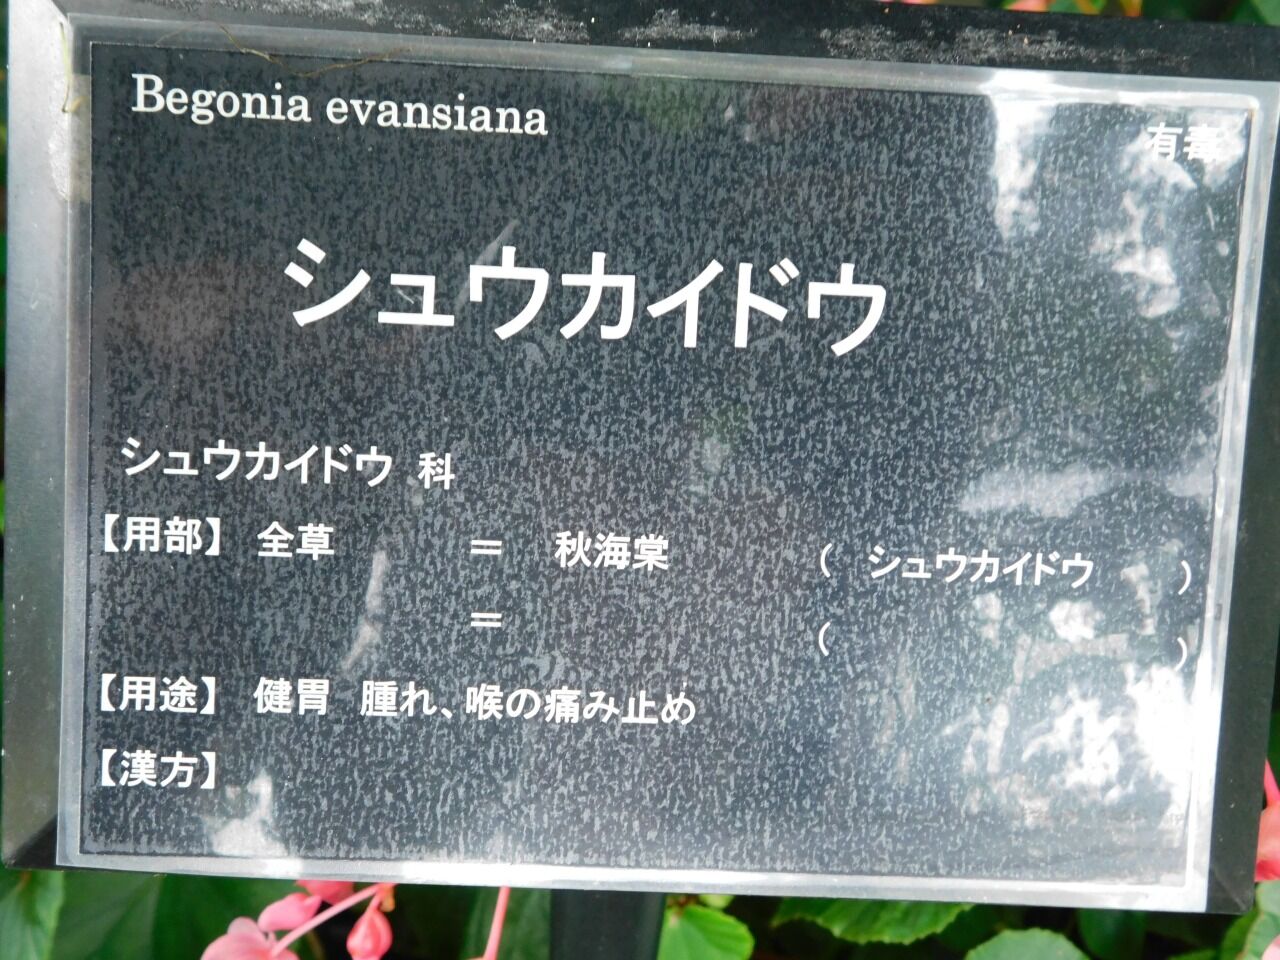 Begonia evansiana
有毒
シュウカイドウ
シュウカイドウ 科
【用部】 全草 ＝ 秋海棠 （ シュウカイドウ ）
＝ （ ）
【用途】 健胃 腫れ、喉の痛み止め
【漢方】